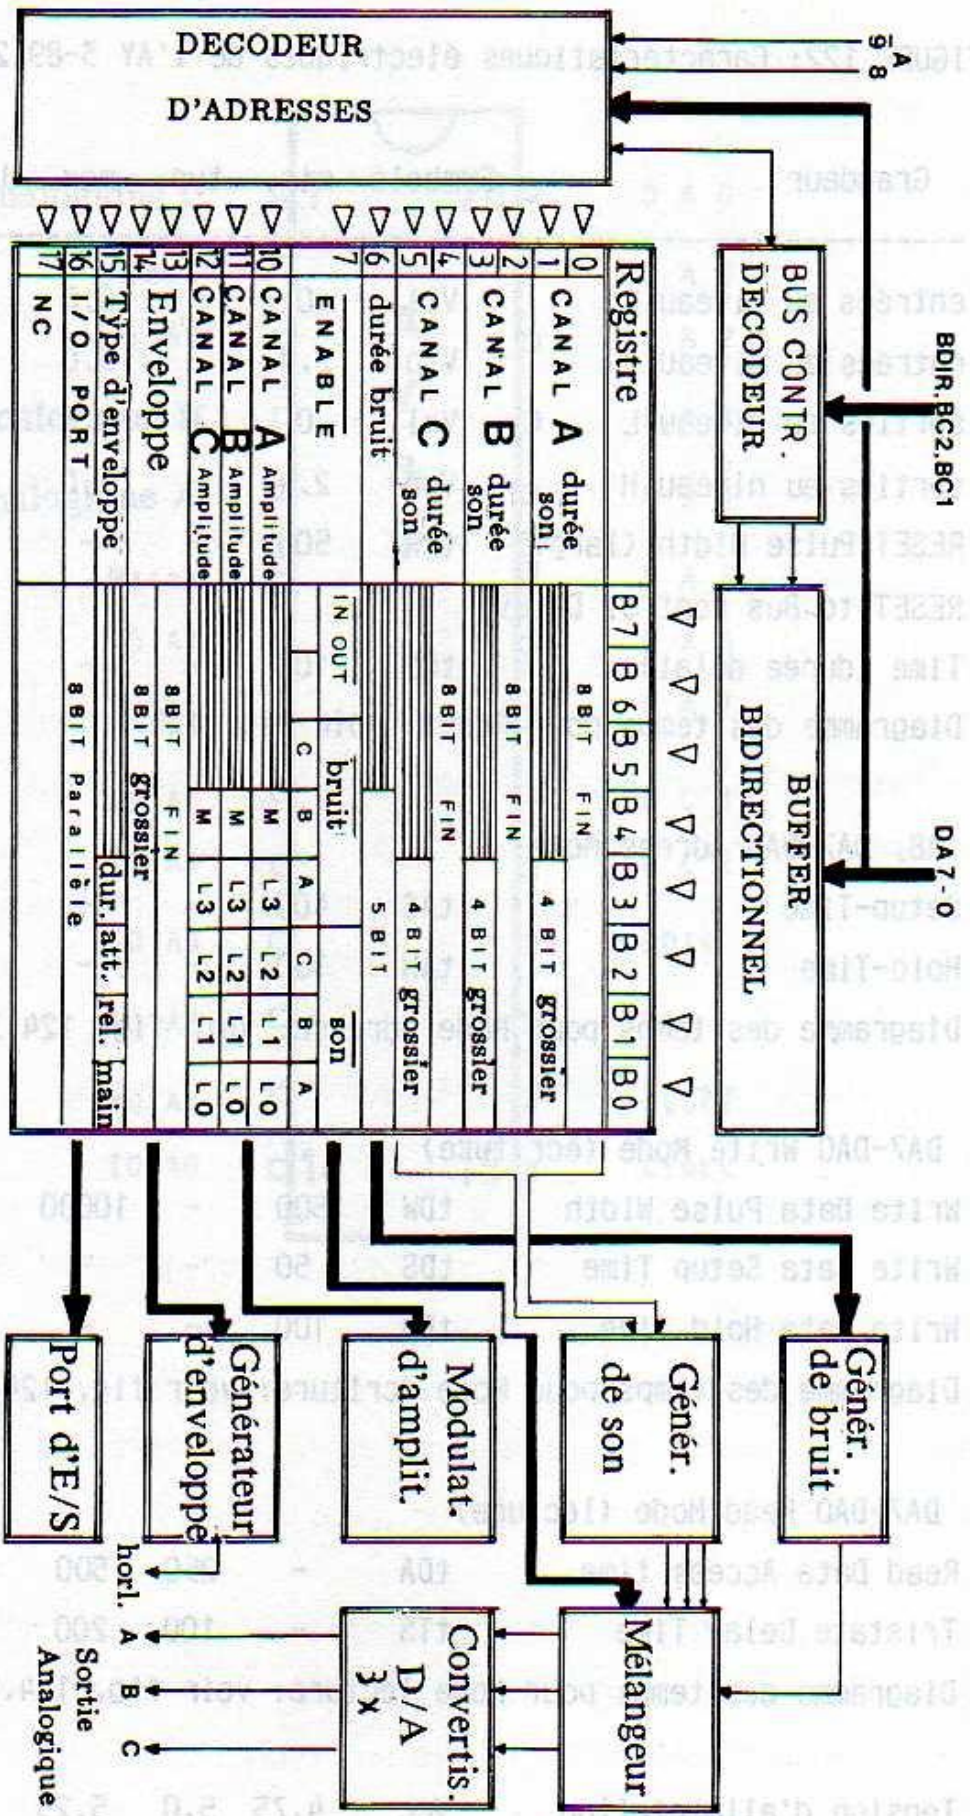 DECODEUR
D'ADRESSES
_
9
A
8
BUS CONTR.
DECODEUR
BDIR.BC2.BC1
BUFFER
BIDIRECTIONNEL
DA 7 - 0
Registre B7 B6 B5 B4 B3 B2 B1 B0
0 CANAL A durée son 8 BIT FIN
1 4 BIT grossier
2 CANAL B durée son 8 BIT FIN
3 4 BIT grossier
4 CANAL C durée son 8 BIT FIN
5 4 BIT grossier
6 durée bruit 5 BIT
7 ENABLE IN OUT bruit son
C B A C B A
10 CANAL A Amplitude M L3 L2 L1 L0
11 CANAL B Amplitude M L3 L2 L1 L0
12 CANAL C Amplitude M L3 L2 L1 L0
13 Enveloppe 8 BIT FIN
14 8 BIT grossier
15 Type d'enveloppe dur. att. rel. main
16 I/O PORT 8 BIT Parallèle
17 NC
Génér.
de bruit
Génér.
de son
Modulat.
d'amplit.
Générateur
d'enveloppe
Port d'E/S
Mélangeur
Convertis.
D/A
3x
horl. A B C
Sortie
Analogique